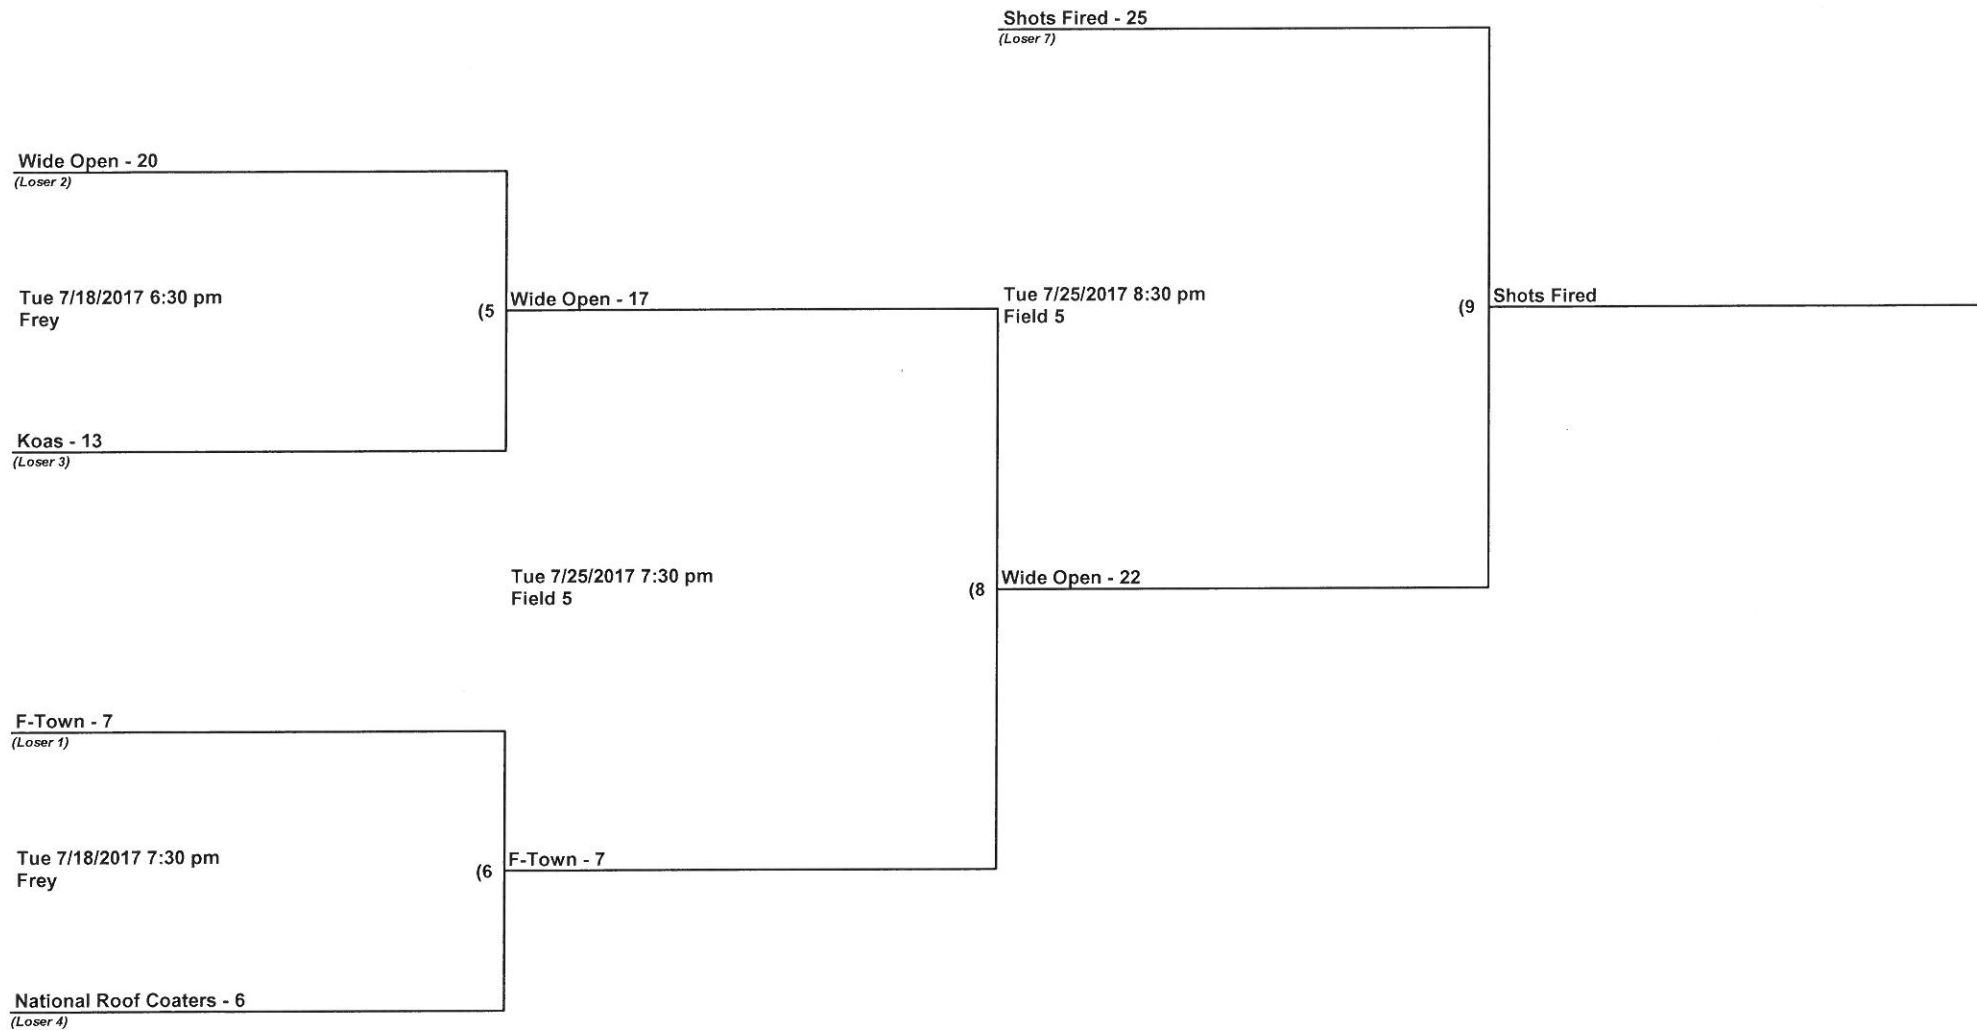 Shots Fired - 25
(Loser 7)
Wide Open - 20
(Loser 2)
Tue 7/18/2017 6:30 pm
Frey
(5
Wide Open - 17
Tue 7/25/2017 8:30 pm
Field 5
(9
Shots Fired
Koas - 13
(Loser 3)
Tue 7/25/2017 7:30 pm
Field 5
(8
Wide Open - 22
F-Town - 7
(Loser 1)
Tue 7/18/2017 7:30 pm
Frey
(6
F-Town - 7
National Roof Coaters - 6
(Loser 4)